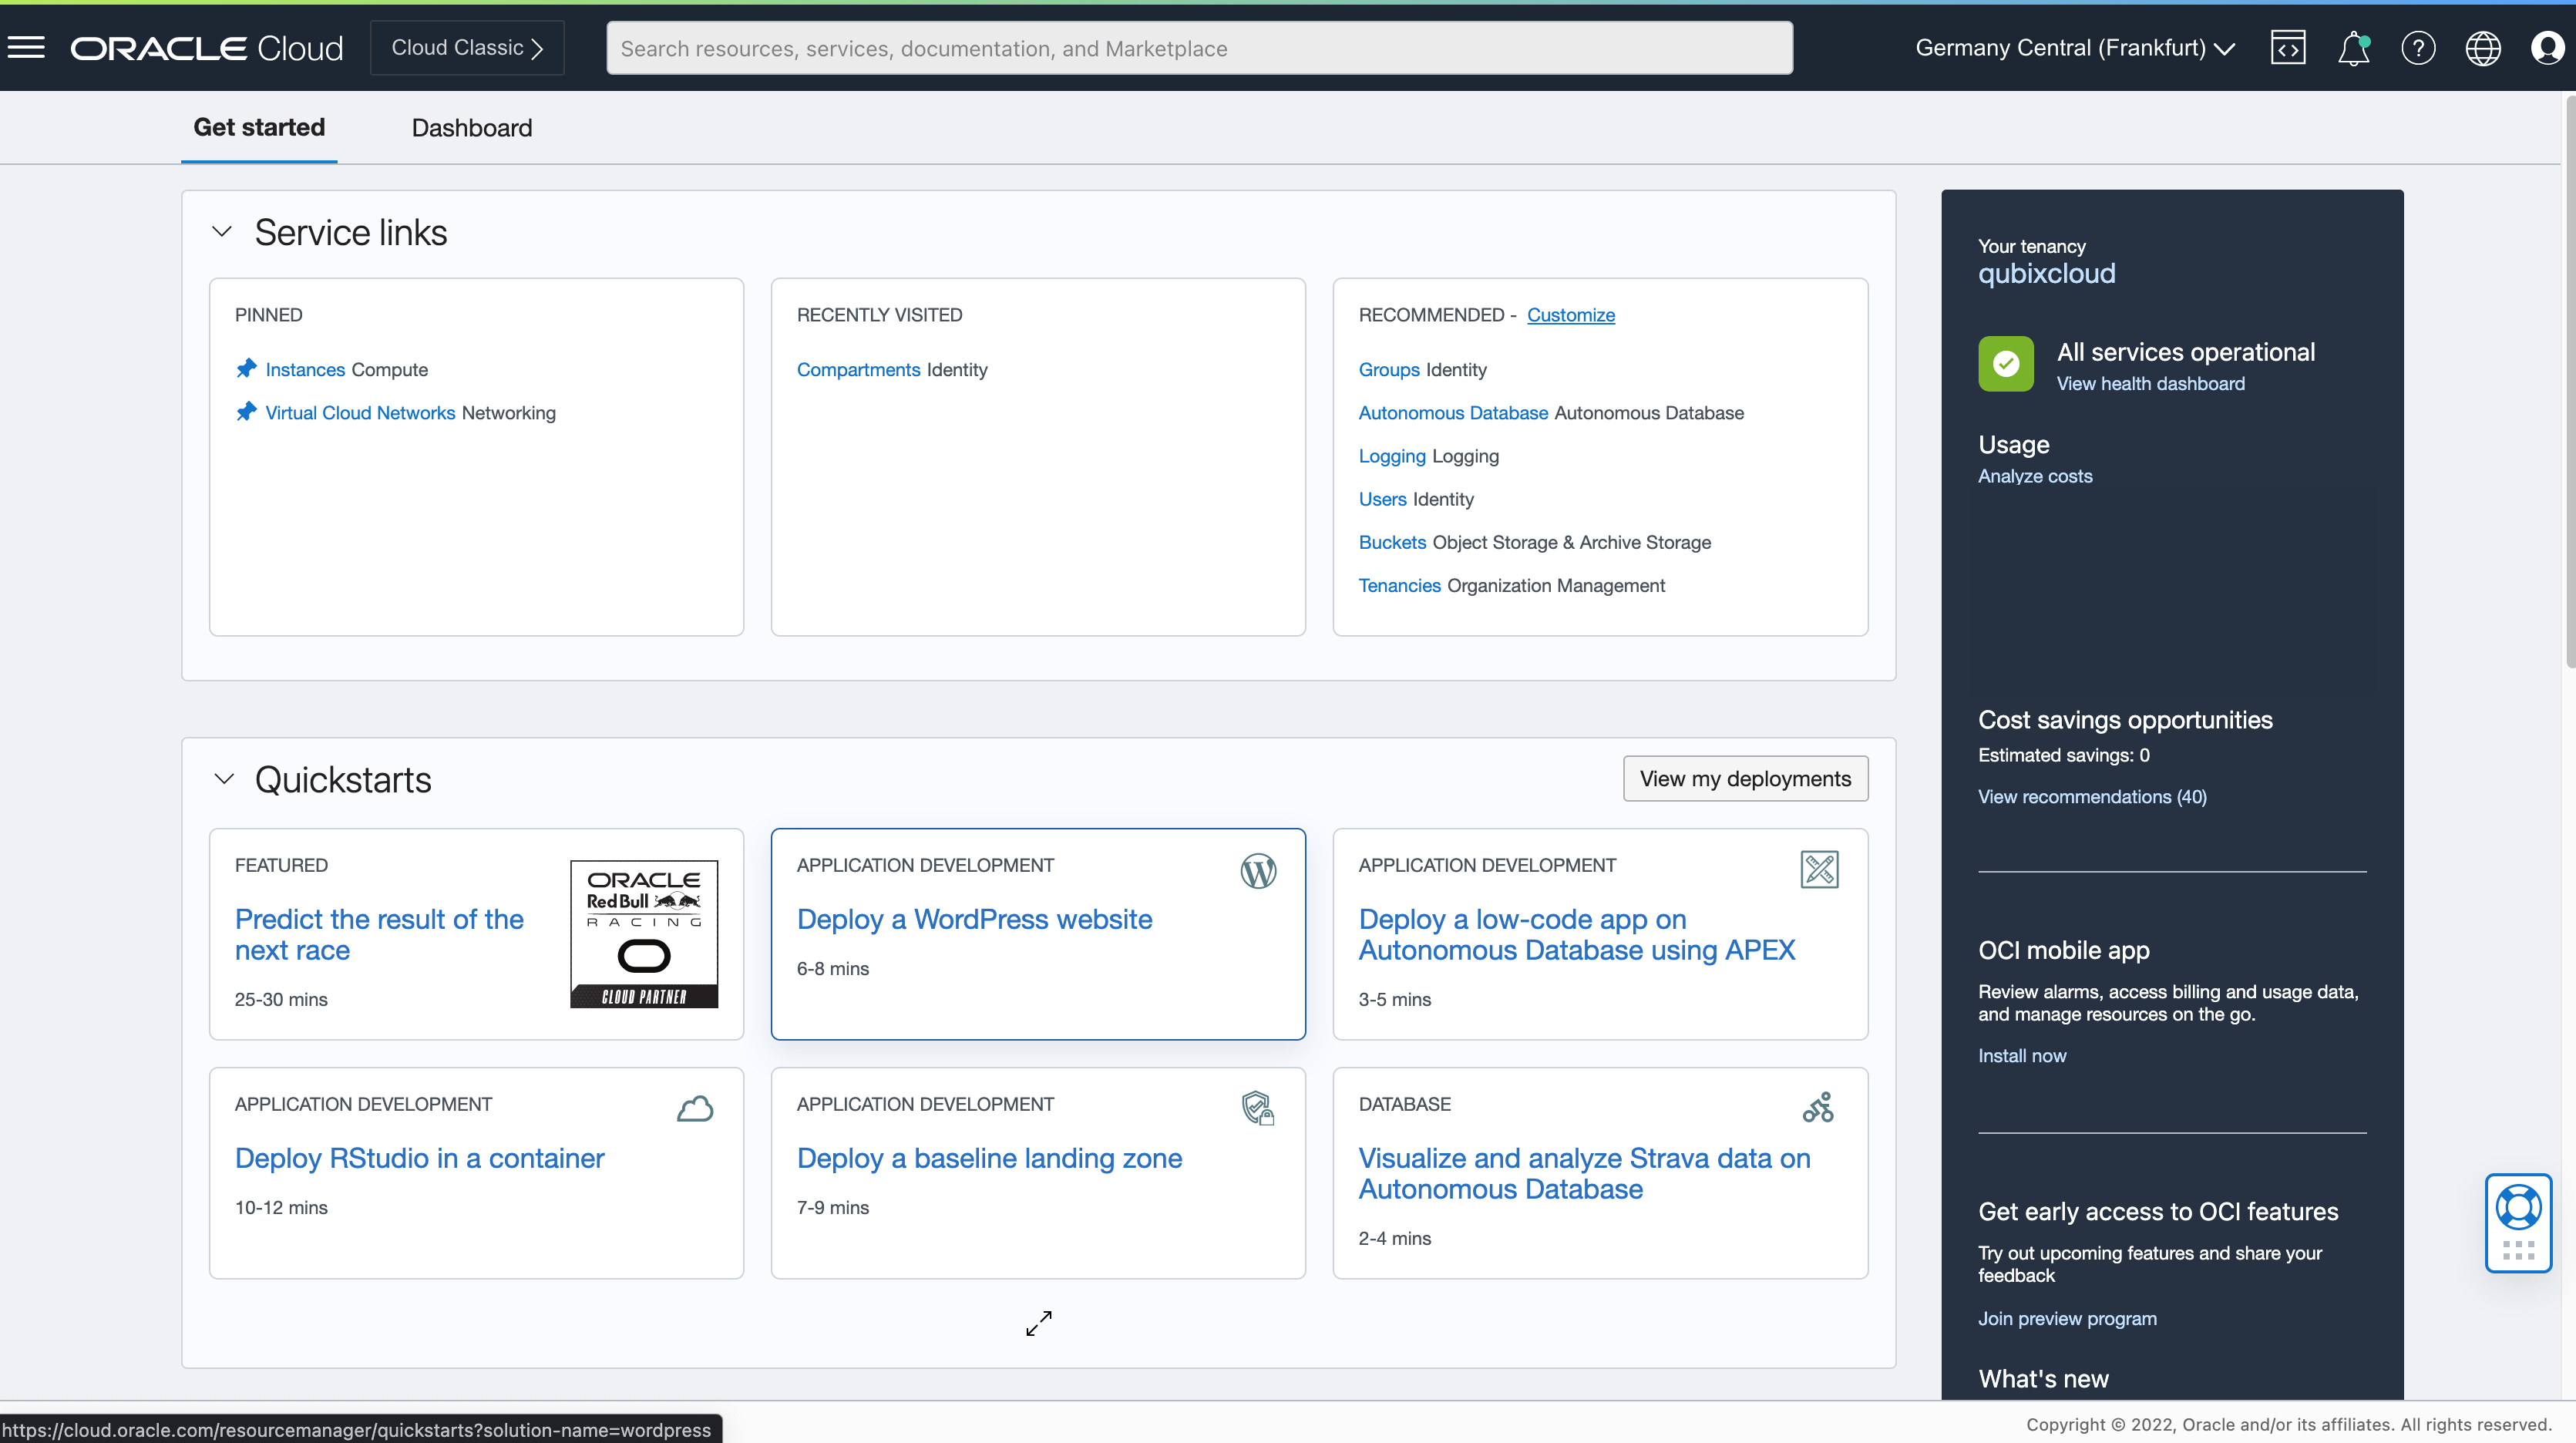 ORACLE Cloud
Cloud Classic
Search resources, services, documentation, and Marketplace
Germany Central (Frankfurt)
Get started
Dashboard
Service links
PINNED
Instances Compute
Virtual Cloud Networks Networking
RECENTLY VISITED
Compartments Identity
RECOMMENDED - Customize
Groups Identity
Autonomous Database Autonomous Database
Logging Logging
Users Identity
Buckets Object Storage & Archive Storage
Tenancies Organization Management
Quickstarts
View my deployments
FEATURED
Predict the result of the
next race
25-30 mins
ORACLE
Red Bull
RACING
CLOUD PARTNER
APPLICATION DEVELOPMENT
Deploy a WordPress website
6-8 mins
APPLICATION DEVELOPMENT
Deploy a low-code app on
Autonomous Database using APEX
3-5 mins
APPLICATION DEVELOPMENT
Deploy RStudio in a container
10-12 mins
APPLICATION DEVELOPMENT
Deploy a baseline landing zone
7-9 mins
DATABASE
Visualize and analyze Strava data on
Autonomous Database
2-4 mins
Your tenancy
qubixcloud
All services operational
View health dashboard
Usage
Analyze costs
Cost savings opportunities
Estimated savings: 0
View recommendations (40)
OCI mobile app
Review alarms, access billing and usage data,
and manage resources on the go.
Install now
Get early access to OCI features
Try out upcoming features and share your
feedback
Join preview program
What's new
https://cloud.oracle.com/resourcemanager/quickstarts?solution-name=wordpress
Copyright © 2022, Oracle and/or its affiliates. All rights reserved.